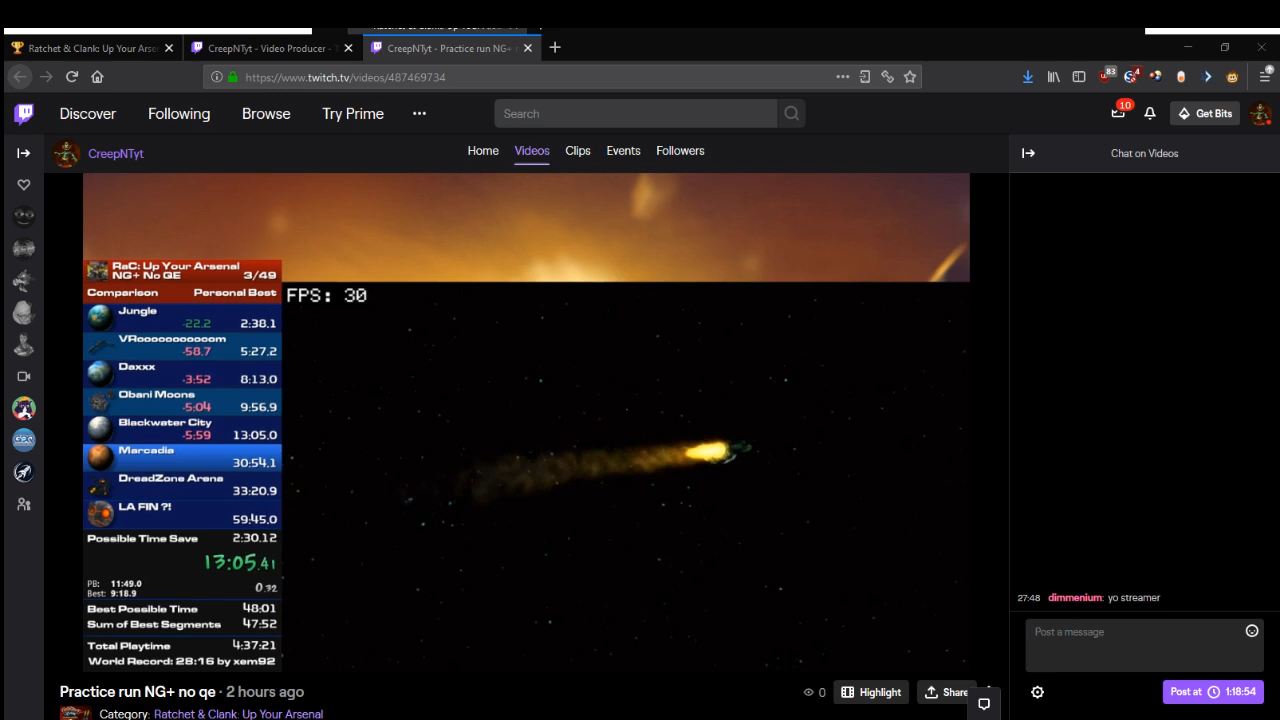 Ratchet & Clank: Up Your Arse
CreepNTyt - Video Producer -
CreepNTyt - Practice run NG+
https://www.twitch.tv/videos/487469734
83
4
Discover
Following
Browse
Try Prime
Search
10
Get Bits
CreepNTyt
Home
Videos
Clips
Events
Followers
Chat on Videos
RaC: Up Your Arsenal
NG+ No QE 3/49
Comparison Personal Best
FPS: 30
Jungle
-22.2 2:38.1
VRooooooooocom
-58.7 5:27.2
Daxxx
-3:52 8:13.0
Obani Moons
-5:04 9:56.9
Blackwater City
-5:59 13:05.0
Marcadia
30:54.1
DreadZone Arena
33:20.9
LA FIN ?!
59:45.0
Possible Time Save 2:30.12
13:05.41
PB: 11:49.0
Best: 9:18.9 0.72
Best Possible Time 48:01
Sum of Best Segments 47:52
Total Playtime 4:37:21
World Record: 28:16 by xem92
27:48 dimmenium: yo streamer
Post a message
Post at 1:18:54
Practice run NG+ no qe · 2 hours ago
0
Highlight
Share
Category: Ratchet & Clank: Up Your Arsenal